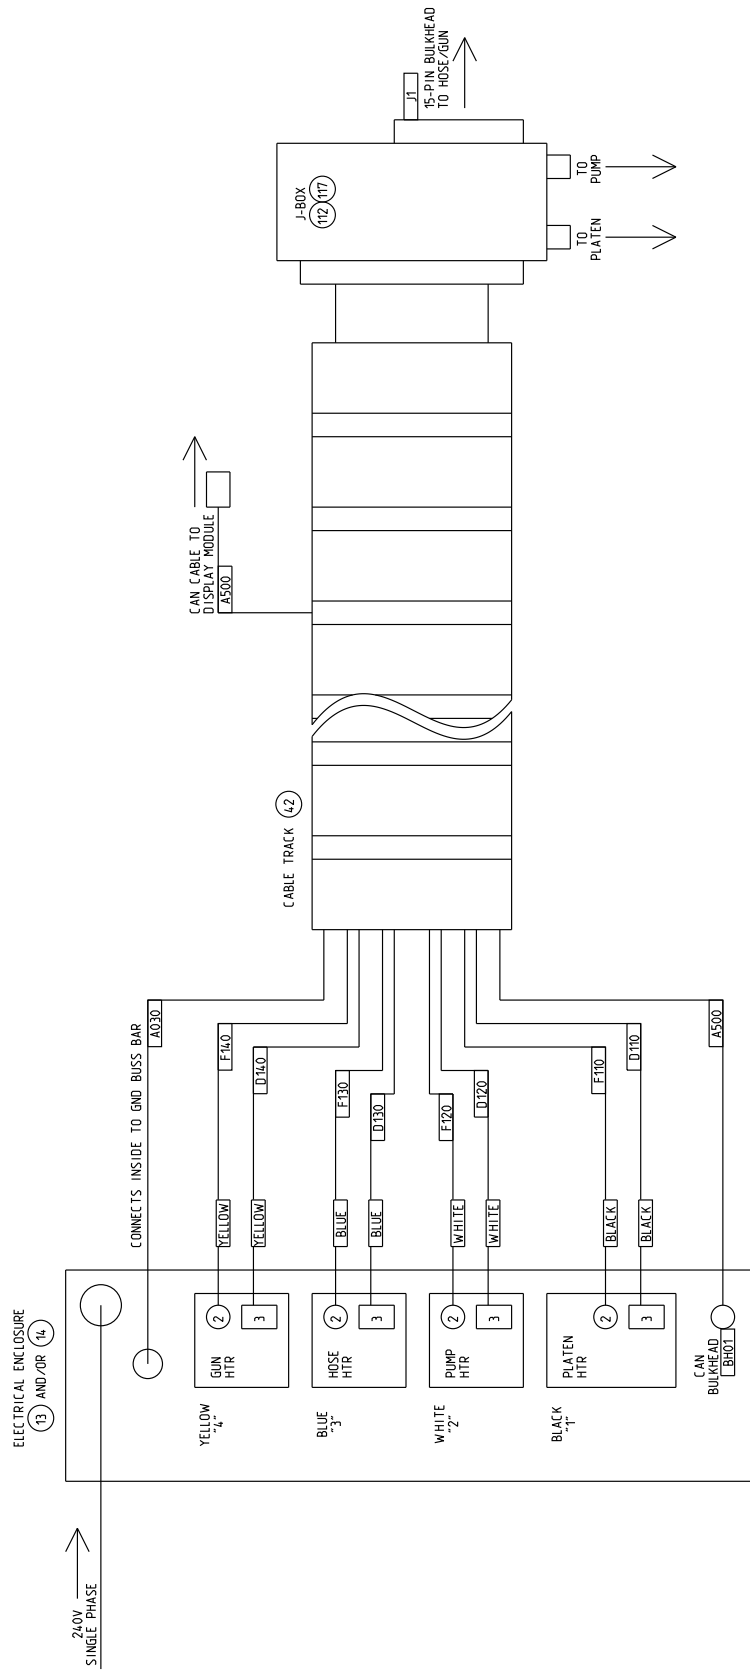 ELECTRICAL ENCLOSURE
13 AND/OR 14
240V
SINGLE PHASE
CONNECTS INSIDE TO GND BUSS BAR
A030
YELLOW
"4"
GUN
HTR
2
3
YELLOW
YELLOW
F140
D140
BLUE
"3"
HOSE
HTR
2
3
BLUE
BLUE
F130
D130
WHITE
"2"
PUMP
HTR
2
3
WHITE
WHITE
F120
D120
BLACK
"1"
PLATEN
HTR
2
3
BLACK
BLACK
F110
D110
CAN
BULKHEAD
BH01
A500
CABLE TRACK 42
CAN CABLE TO
DISPLAY MODULE
A500
J-BOX
112 117
J1
15-PIN BULKHEAD
TO HOSE/GUN
TO
PLATEN
TO
PUMP